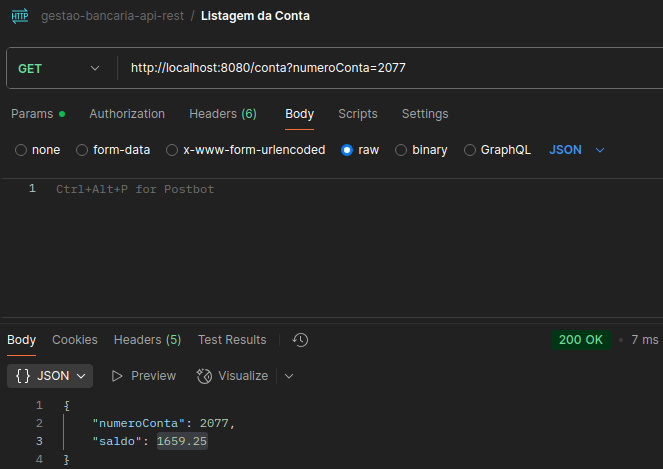 HTTP gestao-bancaria-api-rest / Listagem da Conta
GET http://localhost:8080/conta?numeroConta=2077
Params Authorization Headers (6) Body Scripts Settings
none form-data x-www-form-urlencoded raw binary GraphQL JSON
1 Ctrl+Alt+P for Postbot
Body Cookies Headers (5) Test Results 200 OK • 7 ms
{} JSON Preview Visualize
1 {
2 "numeroConta": 2077,
3 "saldo": 1659.25
4 }